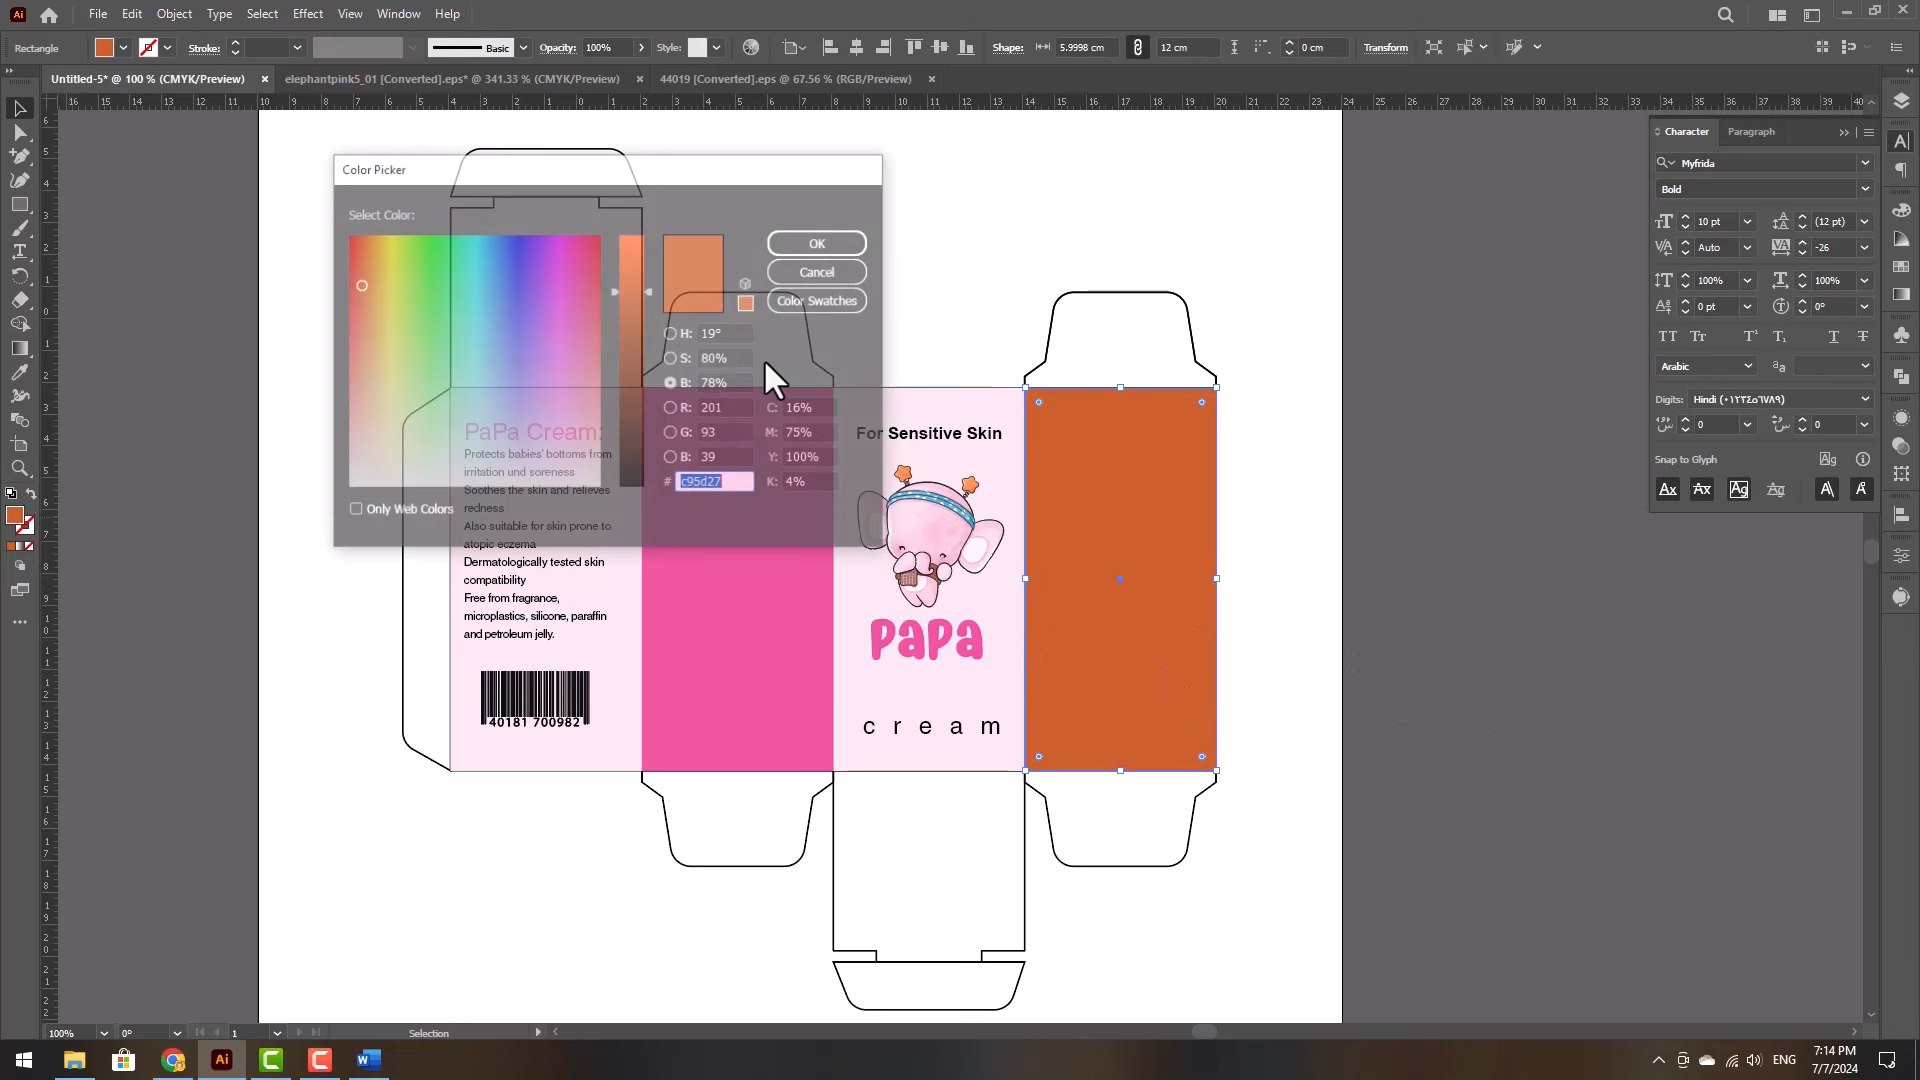 Ai File Edit Object Type Select Effect View Window Help
Rectangle Stroke: Basic Opacity: 100% Style: Shape: 5.9998 cm 12 cm 0 cm Transform
Untitled-5* @ 100 % (CMYK/Preview) × elephantpink5_01 [Converted].eps* @ 341.33 % (CMYK/Preview) × 44019 [Converted].eps @ 67.56 % (RGB/Preview) ×
Color Picker
Select Color:
OK
Cancel
Color Swatches
H: 19°
S: 80%
B: 78%
R: 201 C: 16%
G: 93 M: 75%
B: 39 Y: 100%
# c95d27 K: 4%
Only Web Colors
PaPa Cream:
Protects babies' bottoms from
irritation und soreness
Soothes the skin and relieves
redness
Also suitable for skin prone to
atopic eczema
Dermatologically tested skin
compatibility
Free from fragrance,
microplastics, silicone, paraffin
and petroleum jelly.
40181 700982
For Sensitive Skin
PaPa
cream
Character Paragraph
Myfrida
Bold
10 pt (12 pt)
Auto -26
100% 100%
0 pt 0°
Arabic
Digits: Hindi (٠١٢٣٤٥٦٧٨٩)
0 0
Snap to Glyph
100% 0° 1 Selection
ENG
7:14 PM
7/7/2024